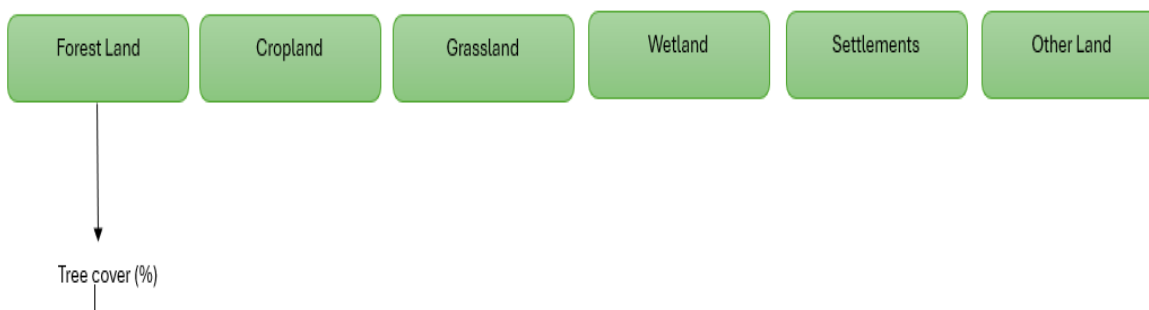 Forest Land
Cropland
Grassland
Wetland
Settlements
Other Land
Tree cover (%)